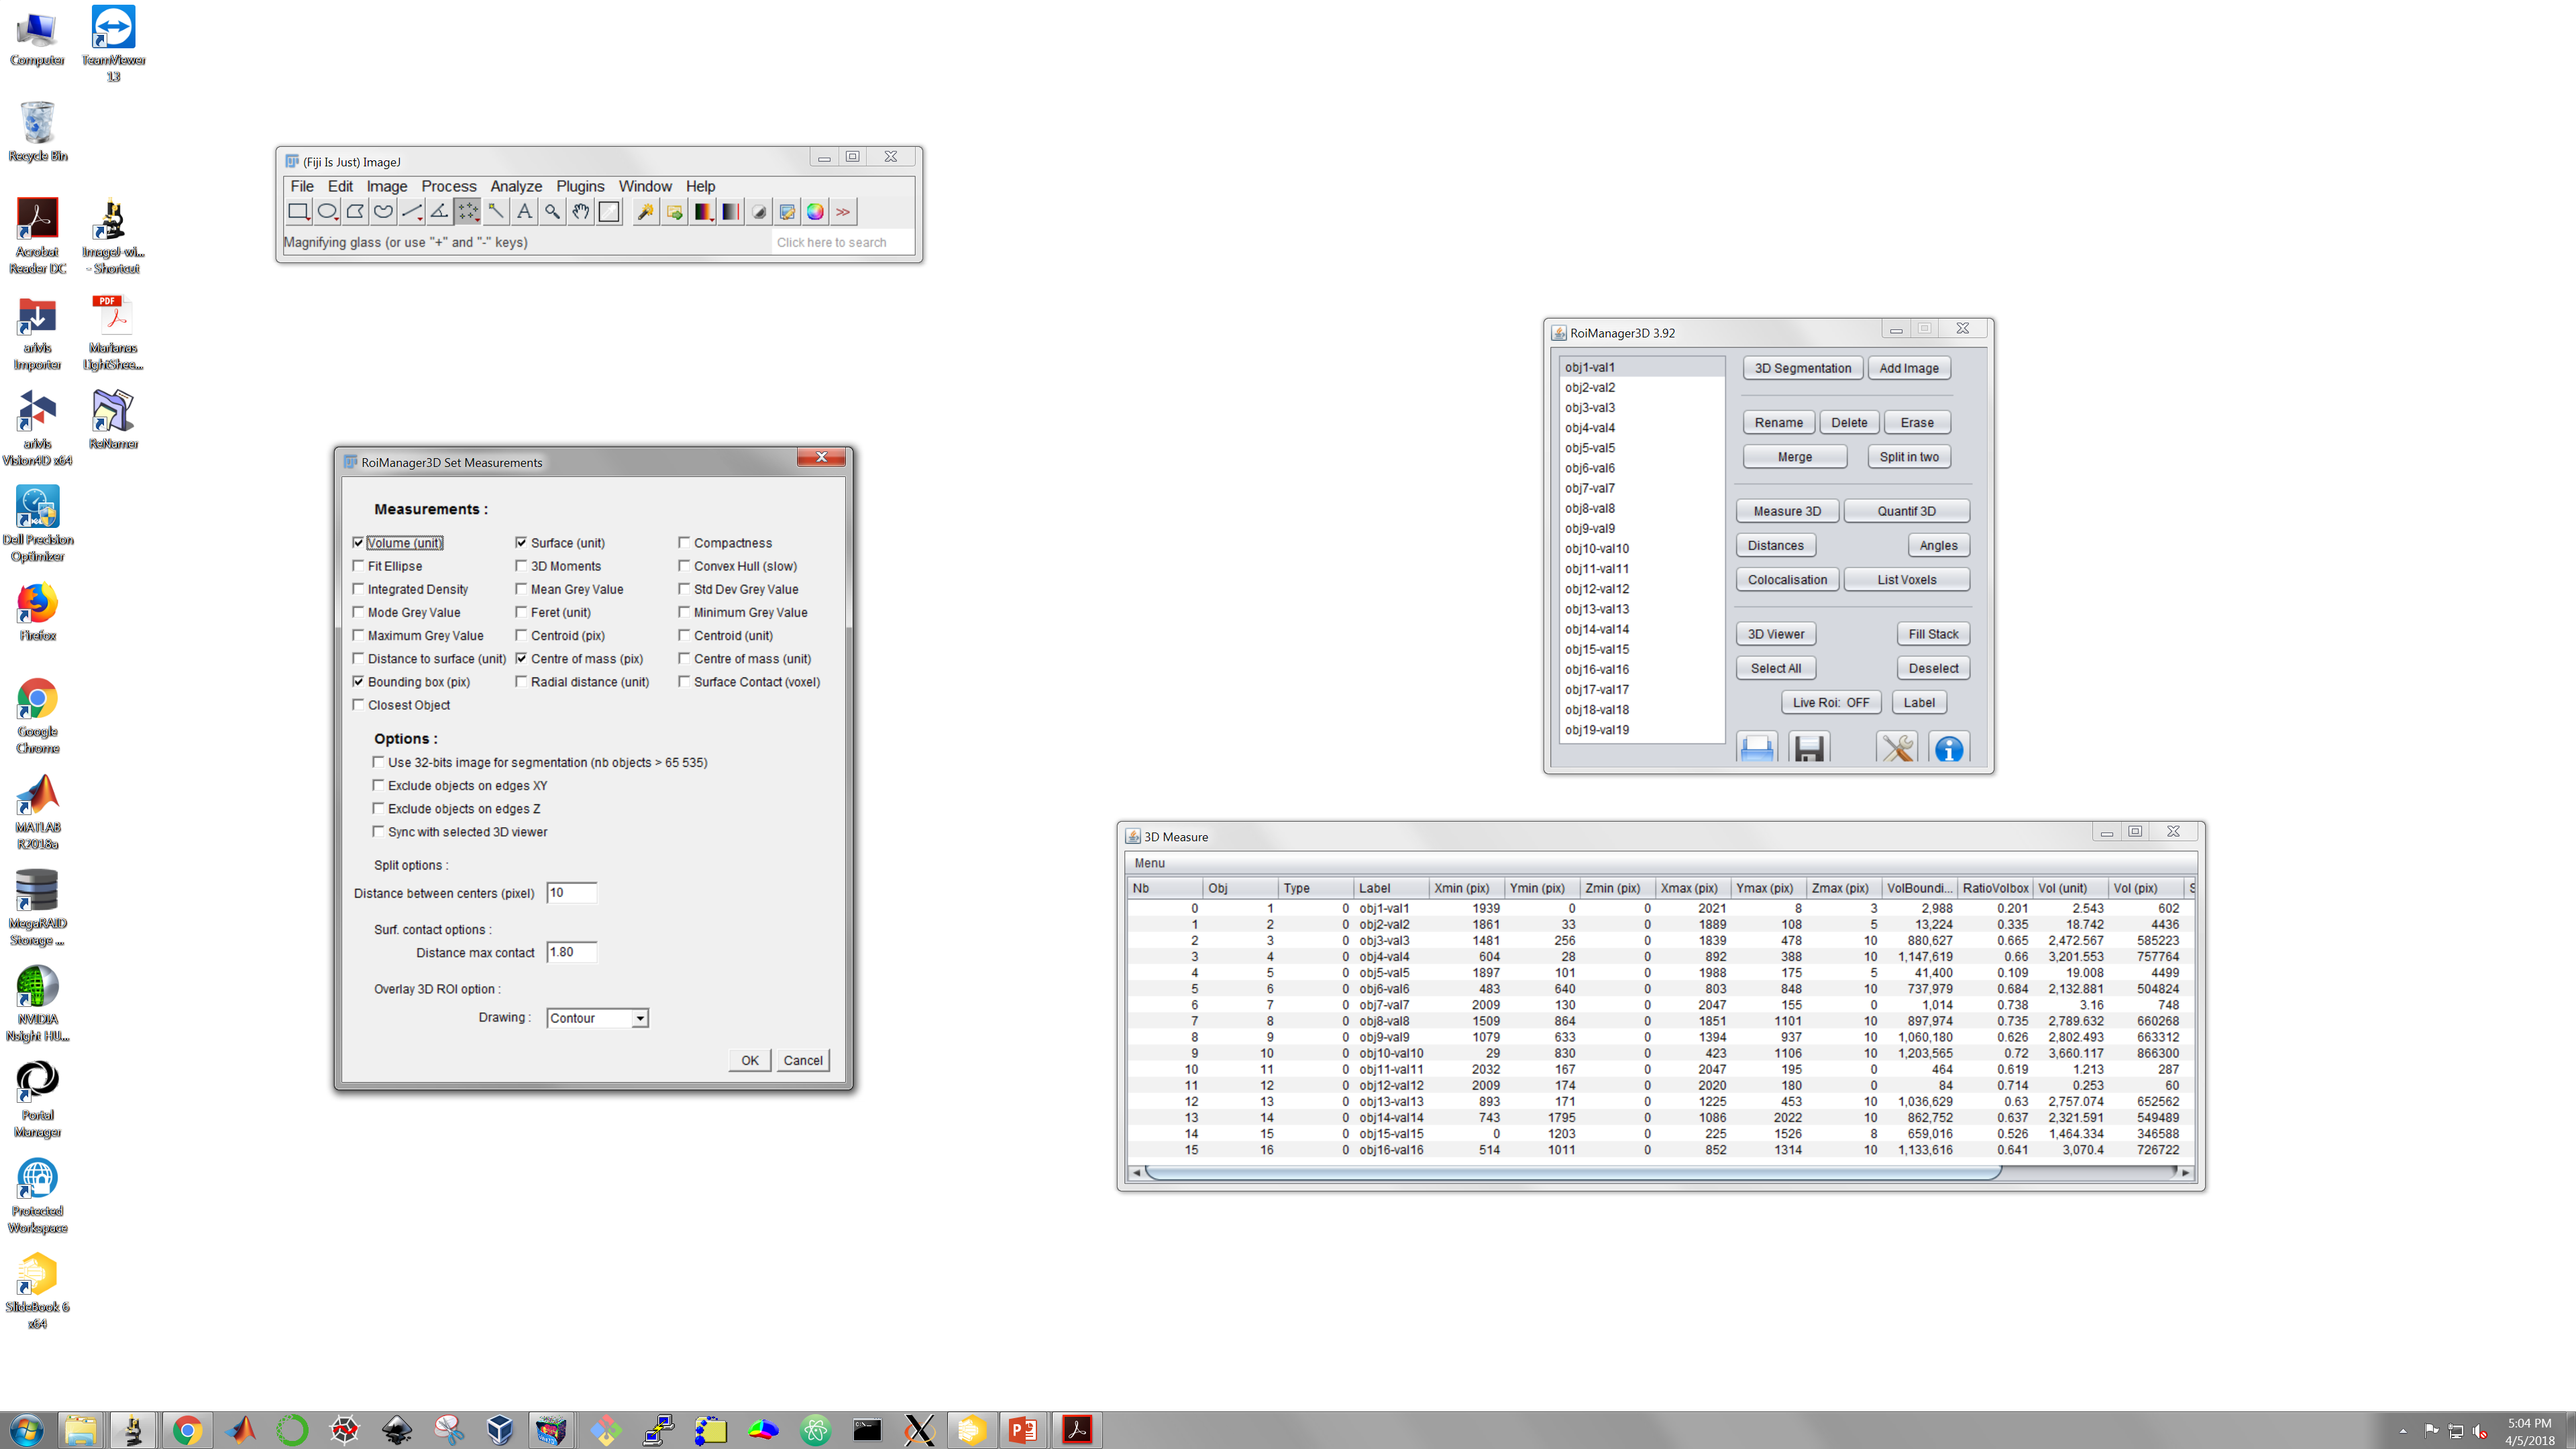 Computer
TeamViewer
13
Recycle Bin
Acrobat
Reader DC
ImageJ-wi...
- Shortcut
arivis
Importer
PDF
Marianas
LightShee...
arivis
Vision4D x64
ReNamer
DELL
Dell Precision
Optimizer
Firefox
Google
Chrome
MATLAB
R2018a
MegaRAID
Storage ...
NVIDIA
Nsight HU...
Portal
Manager
Protected
Workspace
SlideBook 6
x64
(Fiji Is Just) ImageJ
File Edit Image Process Analyze Plugins Window Help
A >>
Magnifying glass (or use "+" and "-" keys)
Click here to search
RoiManager3D Set Measurements
Measurements :
Volume (unit) Surface (unit) Compactness
Fit Ellipse 3D Moments Convex Hull (slow)
Integrated Density Mean Grey Value Std Dev Grey Value
Mode Grey Value Feret (unit) Minimum Grey Value
Maximum Grey Value Centroid (pix) Centroid (unit)
Distance to surface (unit) Centre of mass (pix) Centre of mass (unit)
Bounding box (pix) Radial distance (unit) Surface Contact (voxel)
Closest Object
Options :
Use 32-bits image for segmentation (nb objects > 65 535)
Exclude objects on edges XY
Exclude objects on edges Z
Sync with selected 3D viewer
Split options :
Distance between centers (pixel) 10
Surf. contact options :
Distance max contact 1.80
Overlay 3D ROI option :
Drawing : Contour
OK Cancel
RoiManager3D 3.92
obj1-val1
obj2-val2
obj3-val3
obj4-val4
obj5-val5
obj6-val6
obj7-val7
obj8-val8
obj9-val9
obj10-val10
obj11-val11
obj12-val12
obj13-val13
obj14-val14
obj15-val15
obj16-val16
obj17-val17
obj18-val18
obj19-val19
3D Segmentation Add Image
Rename Delete Erase
Merge Split in two
Measure 3D Quantif 3D
Distances Angles
Colocalisation List Voxels
3D Viewer Fill Stack
Select All Deselect
Live Roi: OFF Label
3D Measure
Menu
Nb Obj Type Label Xmin (pix) Ymin (pix) Zmin (pix) Xmax (pix) Ymax (pix) Zmax (pix) VolBoundi... RatioVolbox Vol (unit) Vol (pix)
0 1 0 obj1-val1 1939 0 0 2021 8 3 2,988 0.201 2.543 602
1 2 0 obj2-val2 1861 33 0 1889 108 5 13,224 0.335 18.742 4436
2 3 0 obj3-val3 1481 256 0 1839 478 10 880,627 0.665 2,472.567 585223
3 4 0 obj4-val4 604 28 0 892 388 10 1,147,619 0.66 3,201.553 757764
4 5 0 obj5-val5 1897 101 0 1988 175 5 41,400 0.109 19.008 4499
5 6 0 obj6-val6 483 640 0 803 848 10 737,979 0.684 2,132.881 504824
6 7 0 obj7-val7 2009 130 0 2047 155 0 1,014 0.738 3.16 748
7 8 0 obj8-val8 1509 864 0 1851 1101 10 897,974 0.735 2,789.632 660268
8 9 0 obj9-val9 1079 633 0 1394 937 10 1,060,180 0.626 2,802.493 663312
9 10 0 obj10-val10 29 830 0 423 1106 10 1,203,565 0.72 3,660.117 866300
10 11 0 obj11-val11 2032 167 0 2047 195 0 464 0.619 1.213 287
11 12 0 obj12-val12 2009 174 0 2020 180 0 84 0.714 0.253 60
12 13 0 obj13-val13 893 171 0 1225 453 10 1,036,629 0.63 2,757.074 652562
13 14 0 obj14-val14 743 1795 0 1086 2022 10 862,752 0.637 2,321.591 549489
14 15 0 obj15-val15 0 1203 0 225 1526 8 659,016 0.526 1,464.334 346588
15 16 0 obj16-val16 514 1011 0 852 1314 10 1,133,616 0.641 3,070.4 726722
5:04 PM
4/5/2018